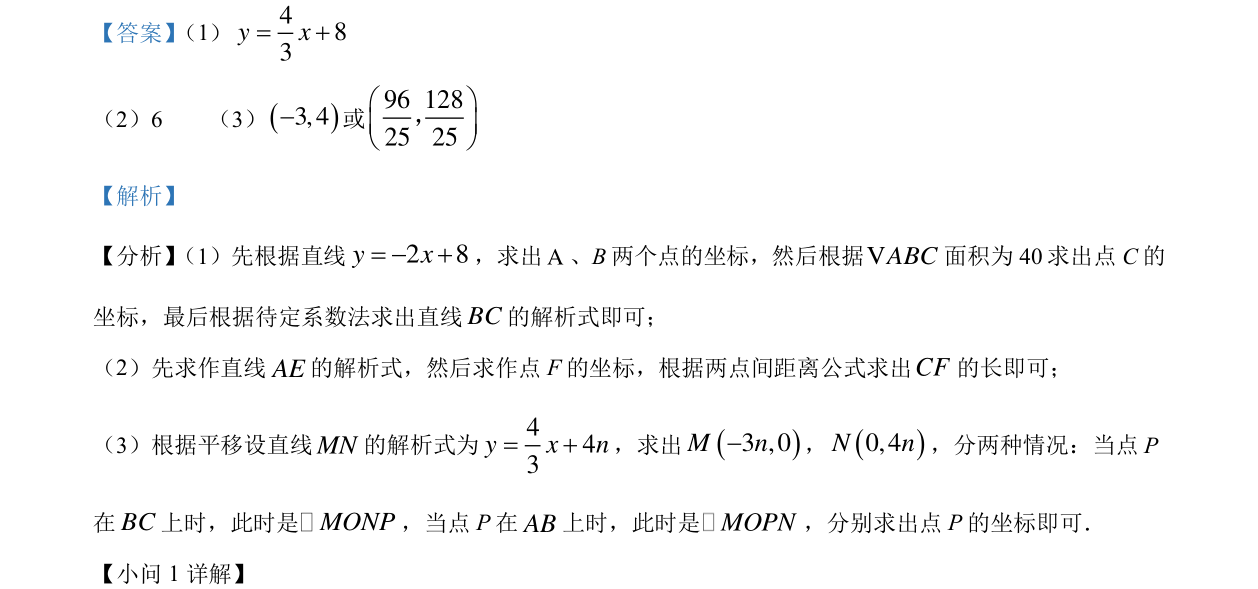 【答案】（1） y = 4/3 x + 8
（2）6 （3）(−3, 4)或(96/25, 128/25)
【解析】
【分析】（1）先根据直线 y = −2x + 8，求出 A 、B 两个点的坐标，然后根据VABC 面积为 40 求出点 C 的
坐标，最后根据待定系数法求出直线 BC 的解析式即可；
（2）先求作直线 AE 的解析式，然后求作点 F 的坐标，根据两点间距离公式求出CF 的长即可；
（3）根据平移设直线 MN 的解析式为 y = 4/3 x + 4n，求出 M(−3n, 0)，N(0, 4n)，分两种情况：当点 P
在 BC 上时，此时是□ MONP，当点 P 在 AB 上时，此时是□ MOPN，分别求出点 P 的坐标即可．
【小问 1 详解】